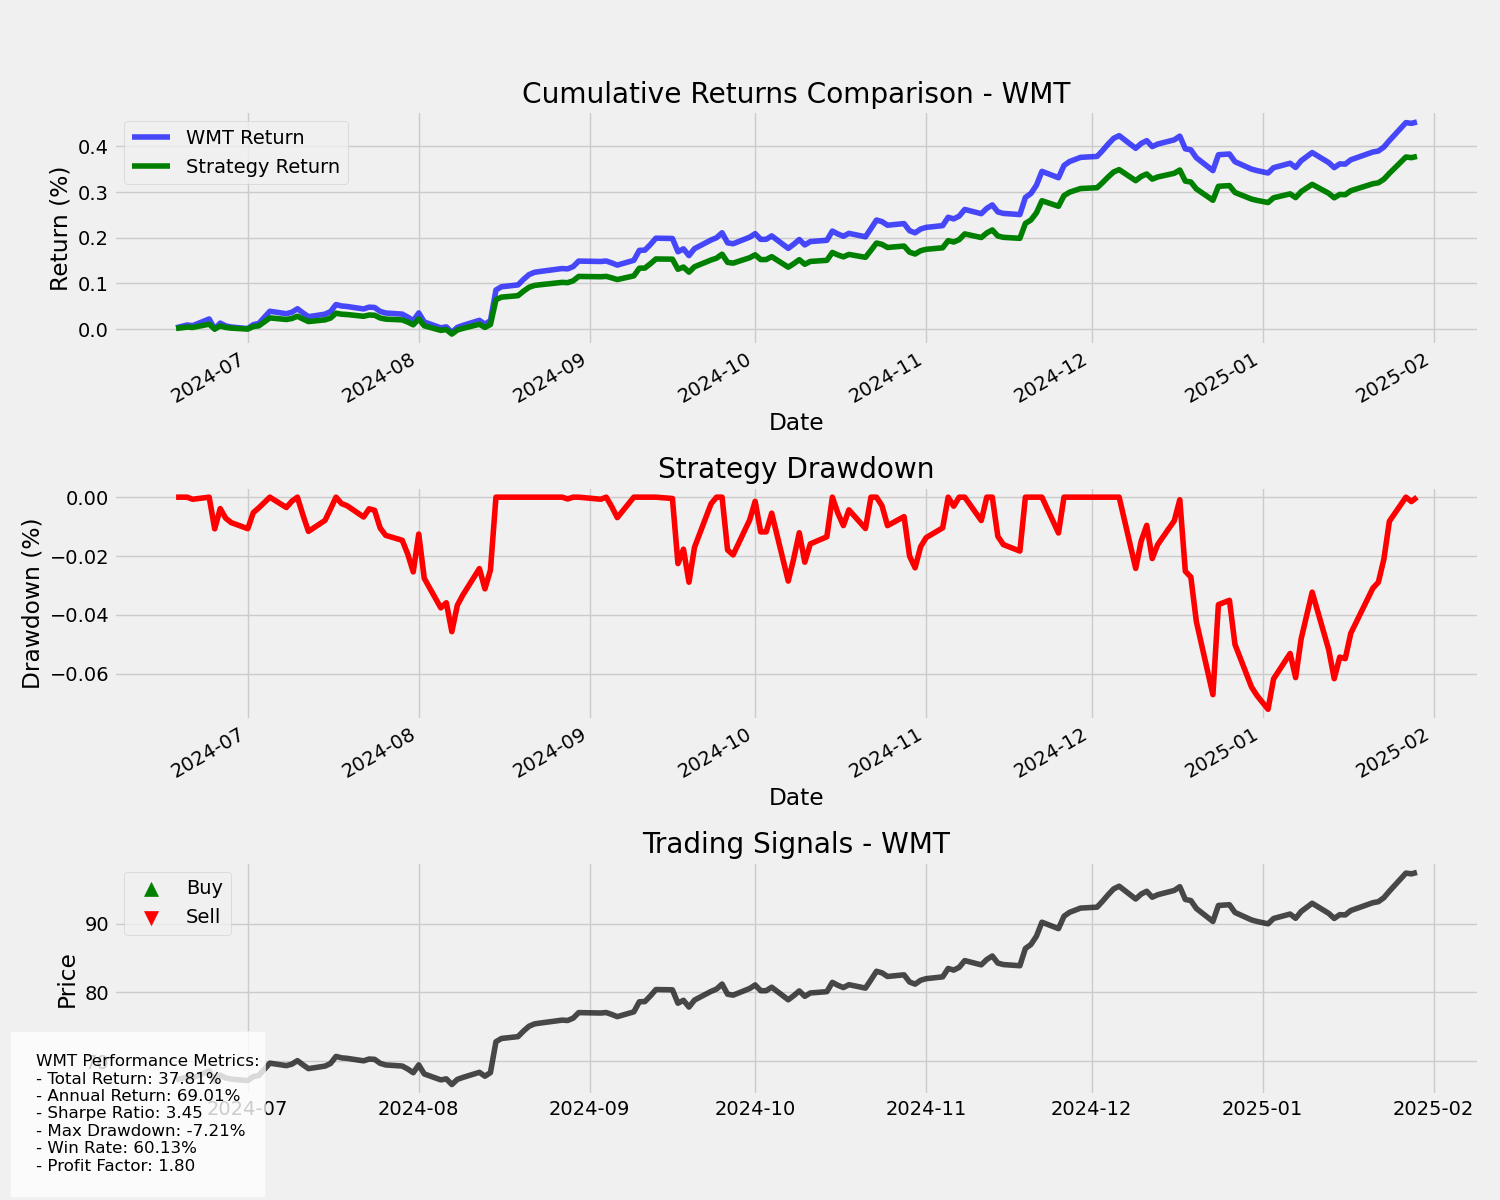 Cumulative Returns Comparison - WMT
WMT Return
Strategy Return
Return (%)
0.4
0.3
0.2
0.1
0.0
2024-07 2024-08 2024-09 2024-10 2024-11 2024-12 2025-01 2025-02
Date
Strategy Drawdown
Drawdown (%)
0.00
−0.02
−0.04
−0.06
2024-07 2024-08 2024-09 2024-10 2024-11 2024-12 2025-01 2025-02
Date
Trading Signals - WMT
Buy
Sell
Price
90
80
70
2024-07 2024-08 2024-09 2024-10 2024-11 2024-12 2025-01 2025-02
WMT Performance Metrics:
- Total Return: 37.81%
- Annual Return: 69.01%
- Sharpe Ratio: 3.45
- Max Drawdown: -7.21%
- Win Rate: 60.13%
- Profit Factor: 1.80